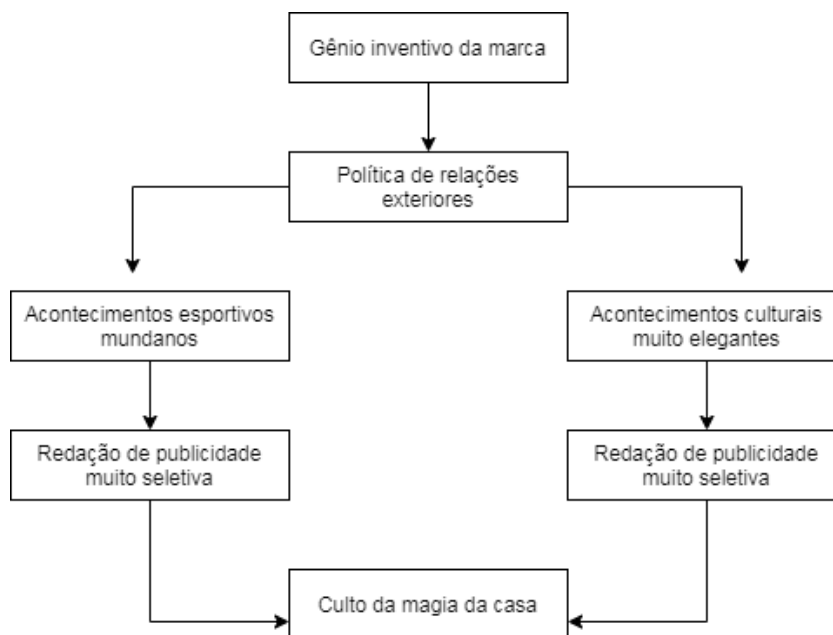 Gênio inventivo da marca
Política de relações
exteriores
Acontecimentos esportivos
mundanos
Acontecimentos culturais
muito elegantes
Redação de publicidade
muito seletiva
Redação de publicidade
muito seletiva
Culto da magia da casa